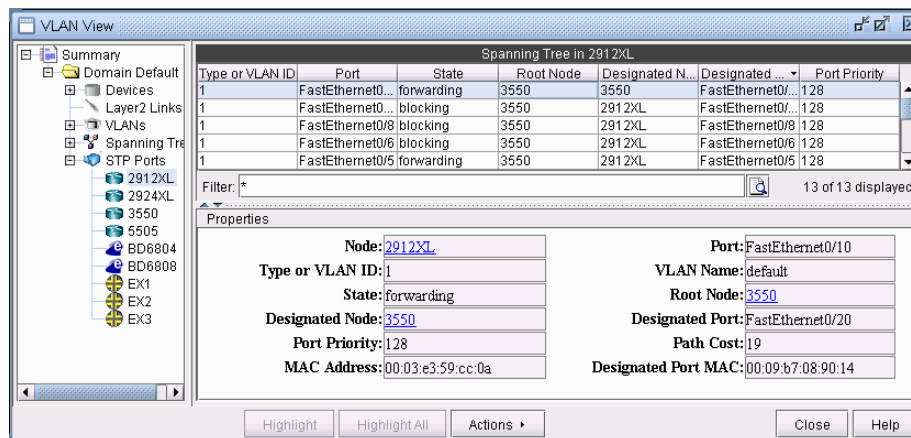 VLAN View
Summary
Domain Default
Devices
Layer2 Links
VLANs
Spanning Tre
STP Ports
2912XL
2924XL
3550
5505
BD6804
BD6808
EX1
EX2
EX3
Spanning Tree in 2912XL
Type or VLAN ID Port State Root Node Designated N... Designated ... Port Priority
1 FastEthernet0... forwarding 3550 3550 FastEthernet0/... 128
1 FastEthernet0... blocking 3550 2912XL FastEthernet0/... 128
1 FastEthernet0/8 blocking 3550 2912XL FastEthernet0/8 128
1 FastEthernet0/6 blocking 3550 2912XL FastEthernet0/6 128
1 FastEthernet0/5 forwarding 3550 2912XL FastEthernet0/5 128
Filter: * 13 of 13 displayed
Properties
Node: 2912XL Port: FastEthernet0/10
Type or VLAN ID: 1 VLAN Name: default
State: forwarding Root Node: 3550
Designated Node: 3550 Designated Port: FastEthernet0/20
Port Priority: 128 Path Cost: 19
MAC Address: 00:03:e3:59:cc:0a Designated Port MAC: 00:09:b7:08:90:14
Highlight Highlight All Actions Close Help